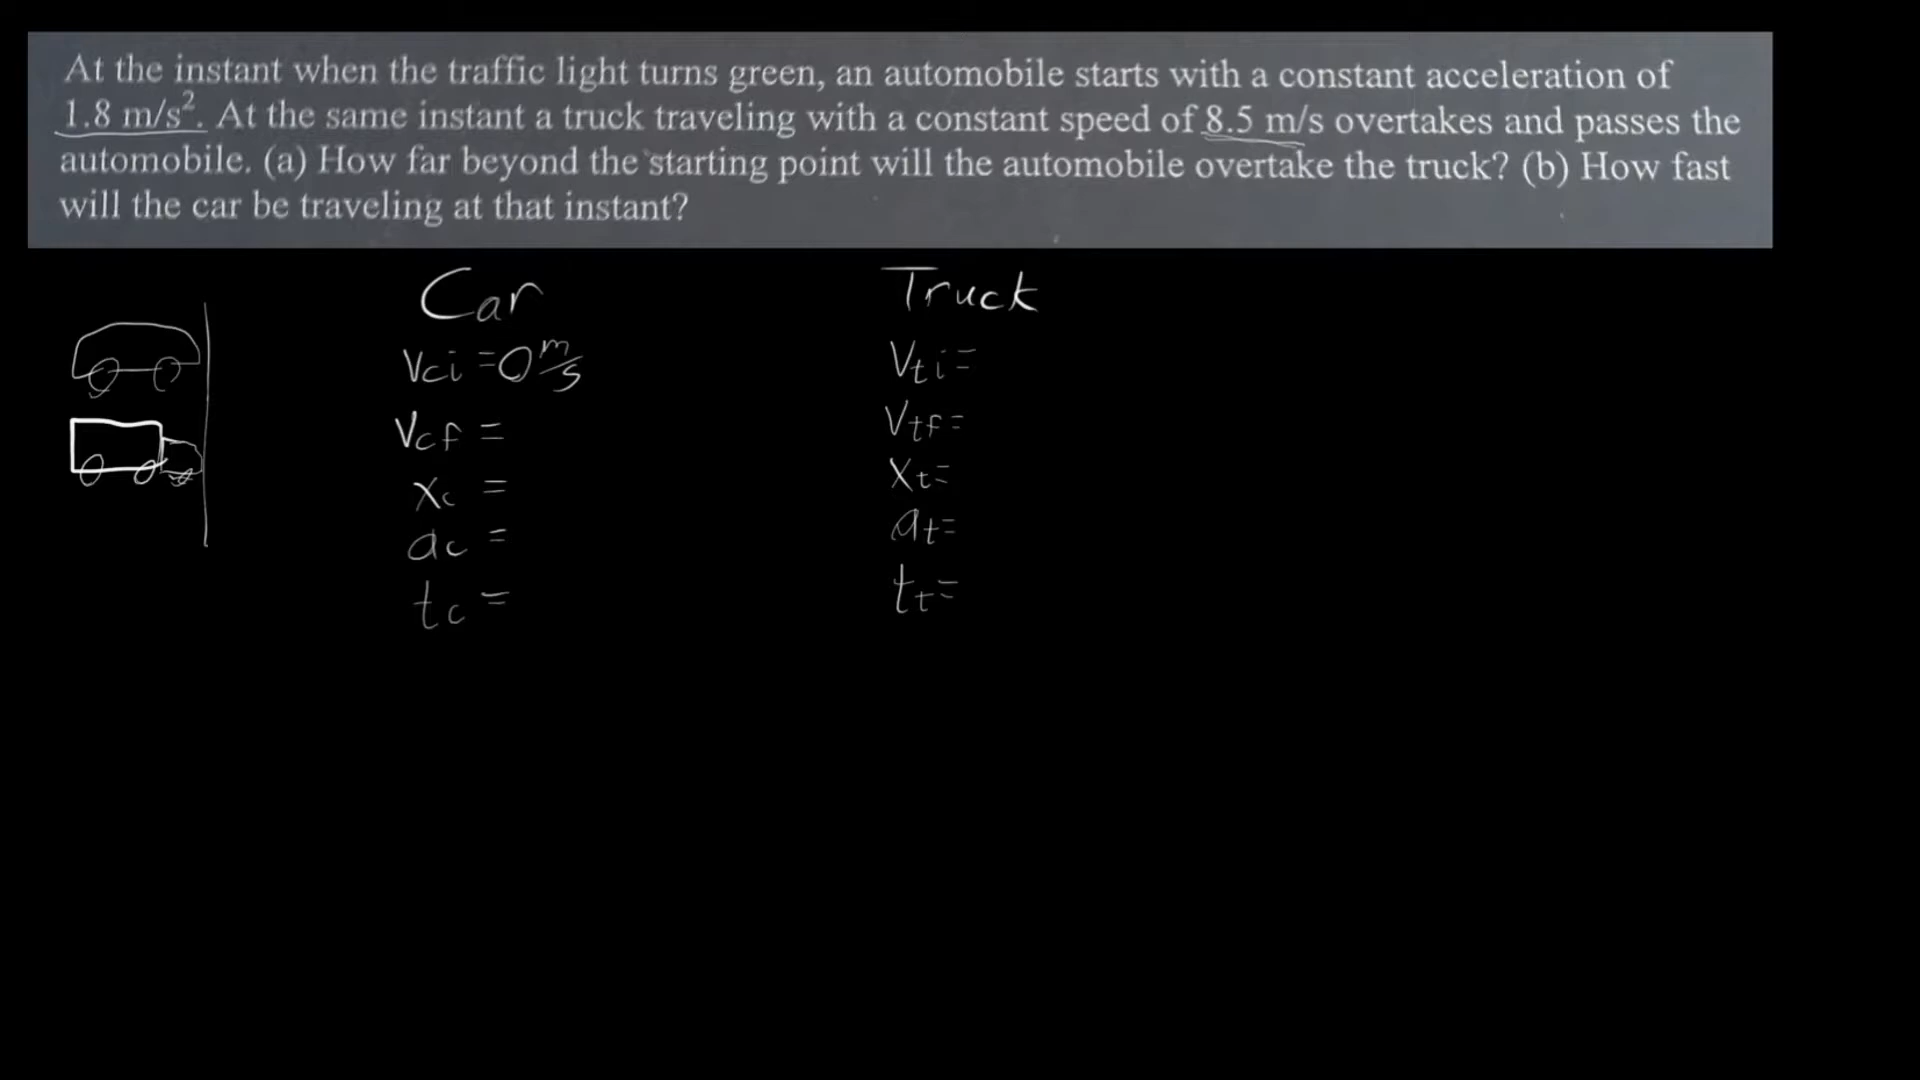 At the instant when the traffic light turns green, an automobile starts with a constant acceleration of
1.8 m/s². At the same instant a truck traveling with a constant speed of 8.5 m/s overtakes and passes the
automobile. (a) How far beyond the starting point will the automobile overtake the truck? (b) How fast
will the car be traveling at that instant?
Car
Truck
Vci = 0 m/s
Vti =
Vcf =
Vtf =
Xc =
Xt =
ac =
at =
tc =
tt =